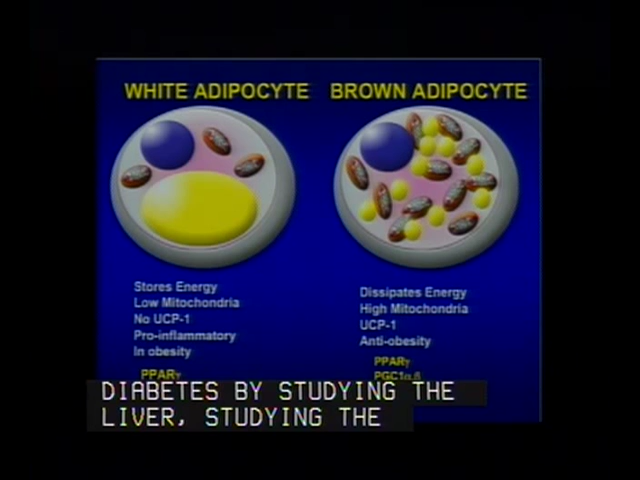 WHITE ADIPOCYTE
BROWN ADIPOCYTE
Stores Energy
Low Mitochondria
No UCP-1
Pro-inflammatory
In obesity
PPARγ
Dissipates Energy
High Mitochondria
UCP-1
Anti-obesity
PPARγ
PGC1α,β
DIABETES BY STUDYING THE
LIVER, STUDYING THE